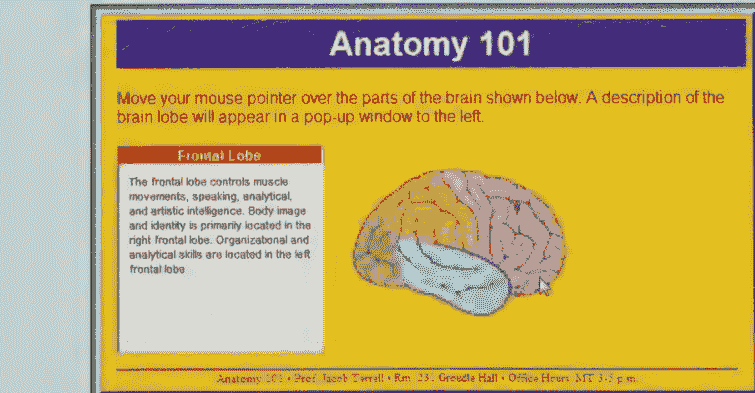 Anatomy 101
Move your mouse pointer over the parts of the brain shown below. A description of the
brain lobe will appear in a pop-up window to the left.
Frontal Lobe
The frontal lobe controls muscle
movements, speaking, analytical,
and artistic intelligence. Body image
and identity is primarily located in the
right frontal lobe. Organizational and
analytical skills are located in the left
frontal lobe
Anatomy 101 • Prof. Jacob Terrell • Rm. Hall • Office Hours: MT 3-5 p.m.